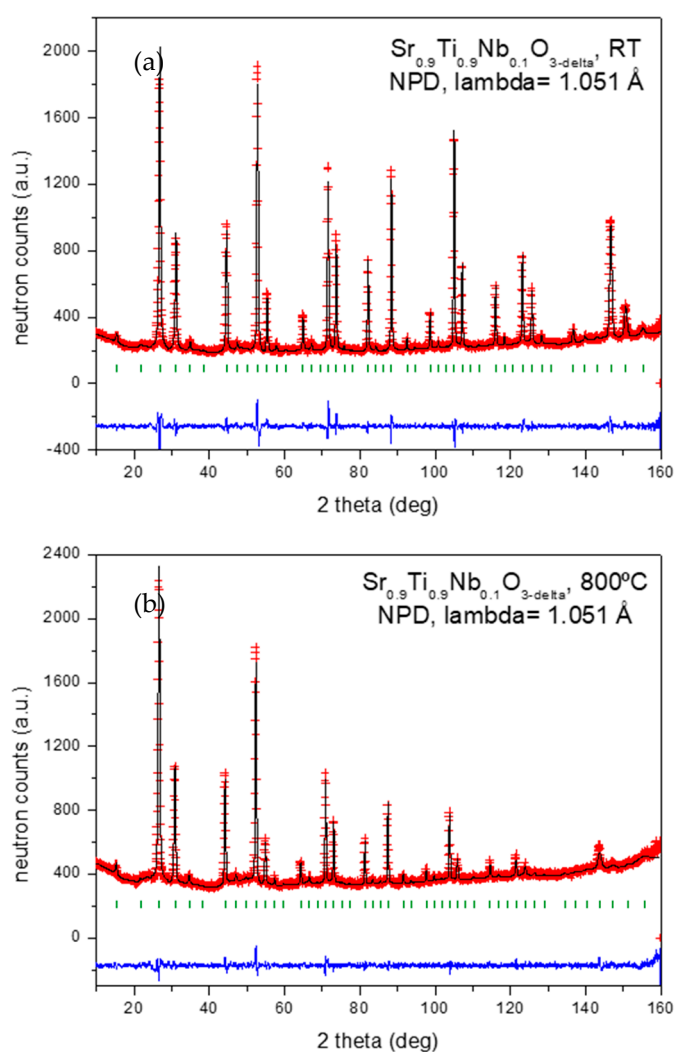 (a)
Sr0.9Ti0.9Nb0.1O3-delta, RT
NPD, lambda= 1.051 Å
2000
1600
1200
800
400
0
-400
neutron counts (a.u.)
20 40 60 80 100 120 140 160
2 theta (deg)
(b)
Sr0.9Ti0.9Nb0.1O3-delta, 800ºC
NPD, lambda= 1.051 Å
2400
2000
1600
1200
800
400
0
neutron counts (a.u.)
20 40 60 80 100 120 140 160
2 theta (deg)